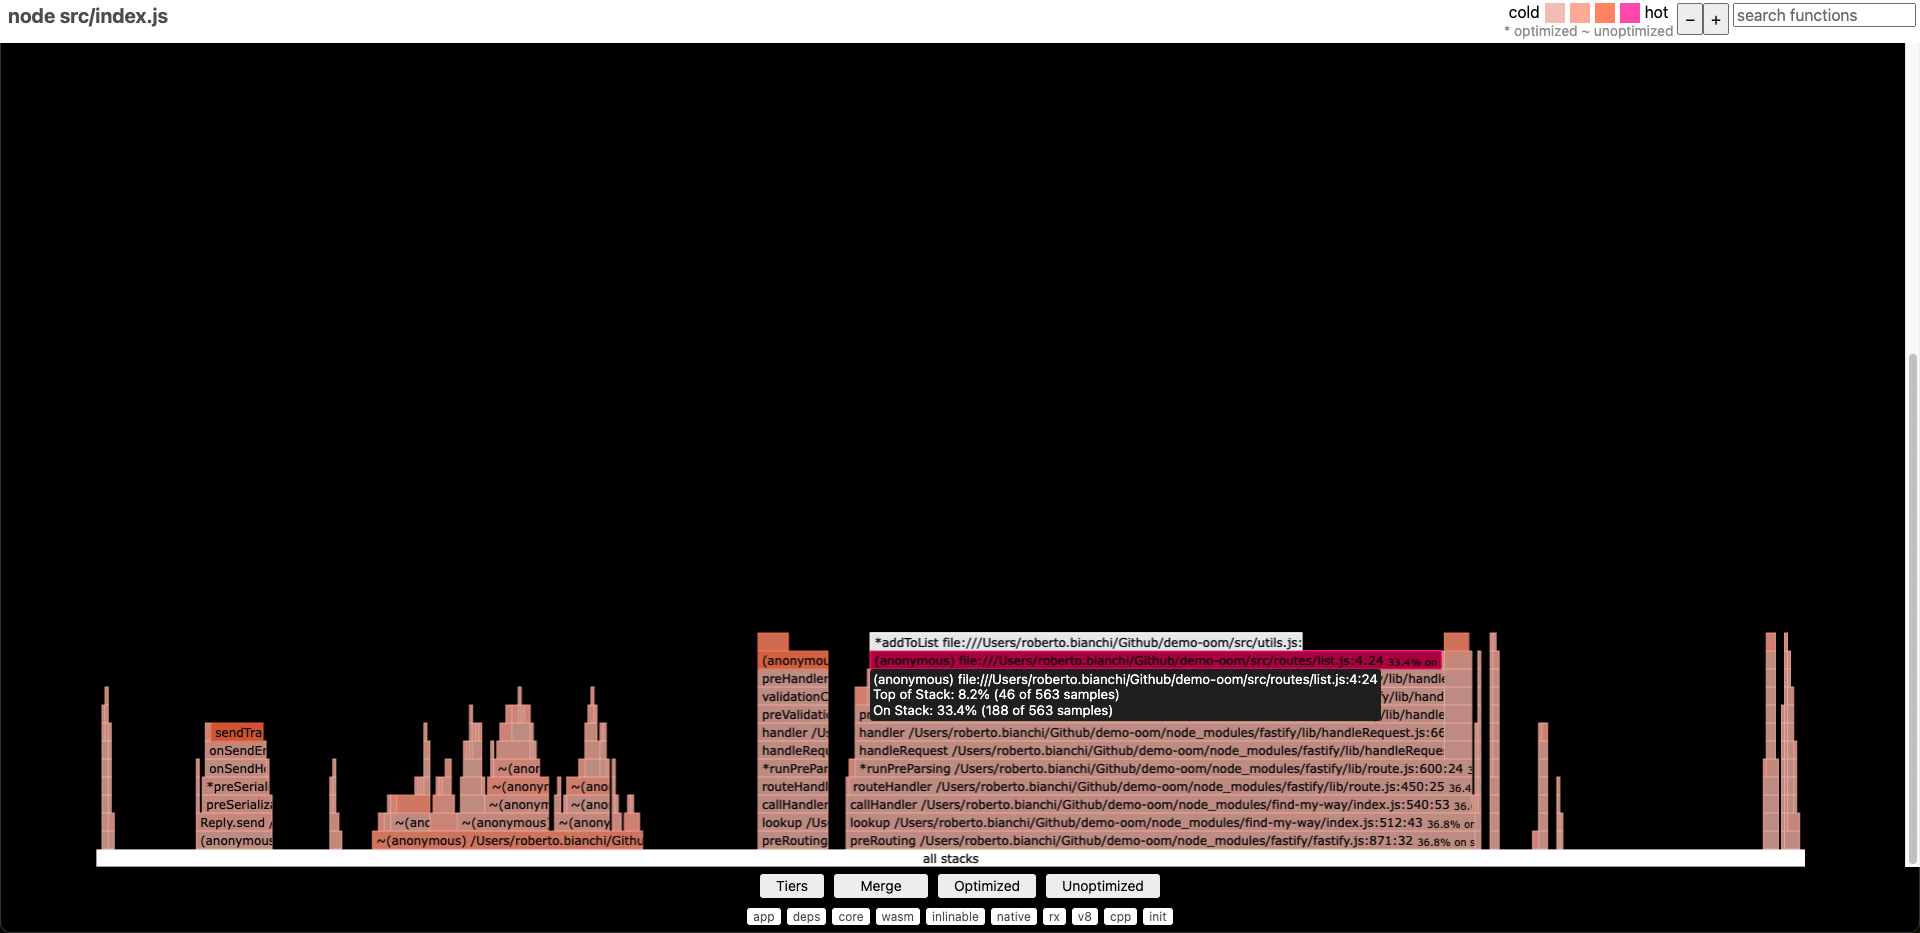 node src/index.js
cold hot
* optimized ~ unoptimized
− +
search functions
*addToList file:///Users/roberto.bianchi/Github/demo-oom/src/utils.js:
(anonymou
(anonymous) file:///Users/roberto.bianchi/Github/demo-oom/src/routes/list.js:4:24 33.4% on
preHandler
(anonymous) file:///Users/roberto.bianchi/Github/demo-oom/src/routes/list.js:4:24
/lib/handle
validationC
Top of Stack: 8.2% (46 of 563 samples)
/lib/hand
preValidati
On Stack: 33.4% (188 of 563 samples)
/lib/handle
sendTra
handler /Us
handler /Users/roberto.bianchi/Github/demo-oom/node_modules/fastify/lib/handleRequest.js:66
onSendEn
handleRequ
handleRequest /Users/roberto.bianchi/Github/demo-oom/node_modules/fastify/lib/handleReques
onSendHo
~(anon
*runPrePar
*runPreParsing /Users/roberto.bianchi/Github/demo-oom/node_modules/fastify/lib/route.js:600:24
*preSerial
~(anonyr
~(ano
routeHandl
routeHandler /Users/roberto.bianchi/Github/demo-oom/node_modules/fastify/lib/route.js:450:25 36.4
preSerializa
~(anonym
~(ano
callHandler
callHandler /Users/roberto.bianchi/Github/demo-oom/node_modules/find-my-way/index.js:540:53 36.
Reply.send /
~(anc
~(anonymous)
~(anony
lookup /Us
lookup /Users/roberto.bianchi/Github/demo-oom/node_modules/find-my-way/index.js:512:43 36.8% or
(anonymous
~(anonymous) /Users/roberto.bianchi/Githu
preRouting
preRouting /Users/roberto.bianchi/Github/demo-oom/node_modules/fastify/fastify.js:871:32 36.8% on s
all stacks
Tiers Merge Optimized Unoptimized
app deps core wasm inlinable native rx v8 cpp init